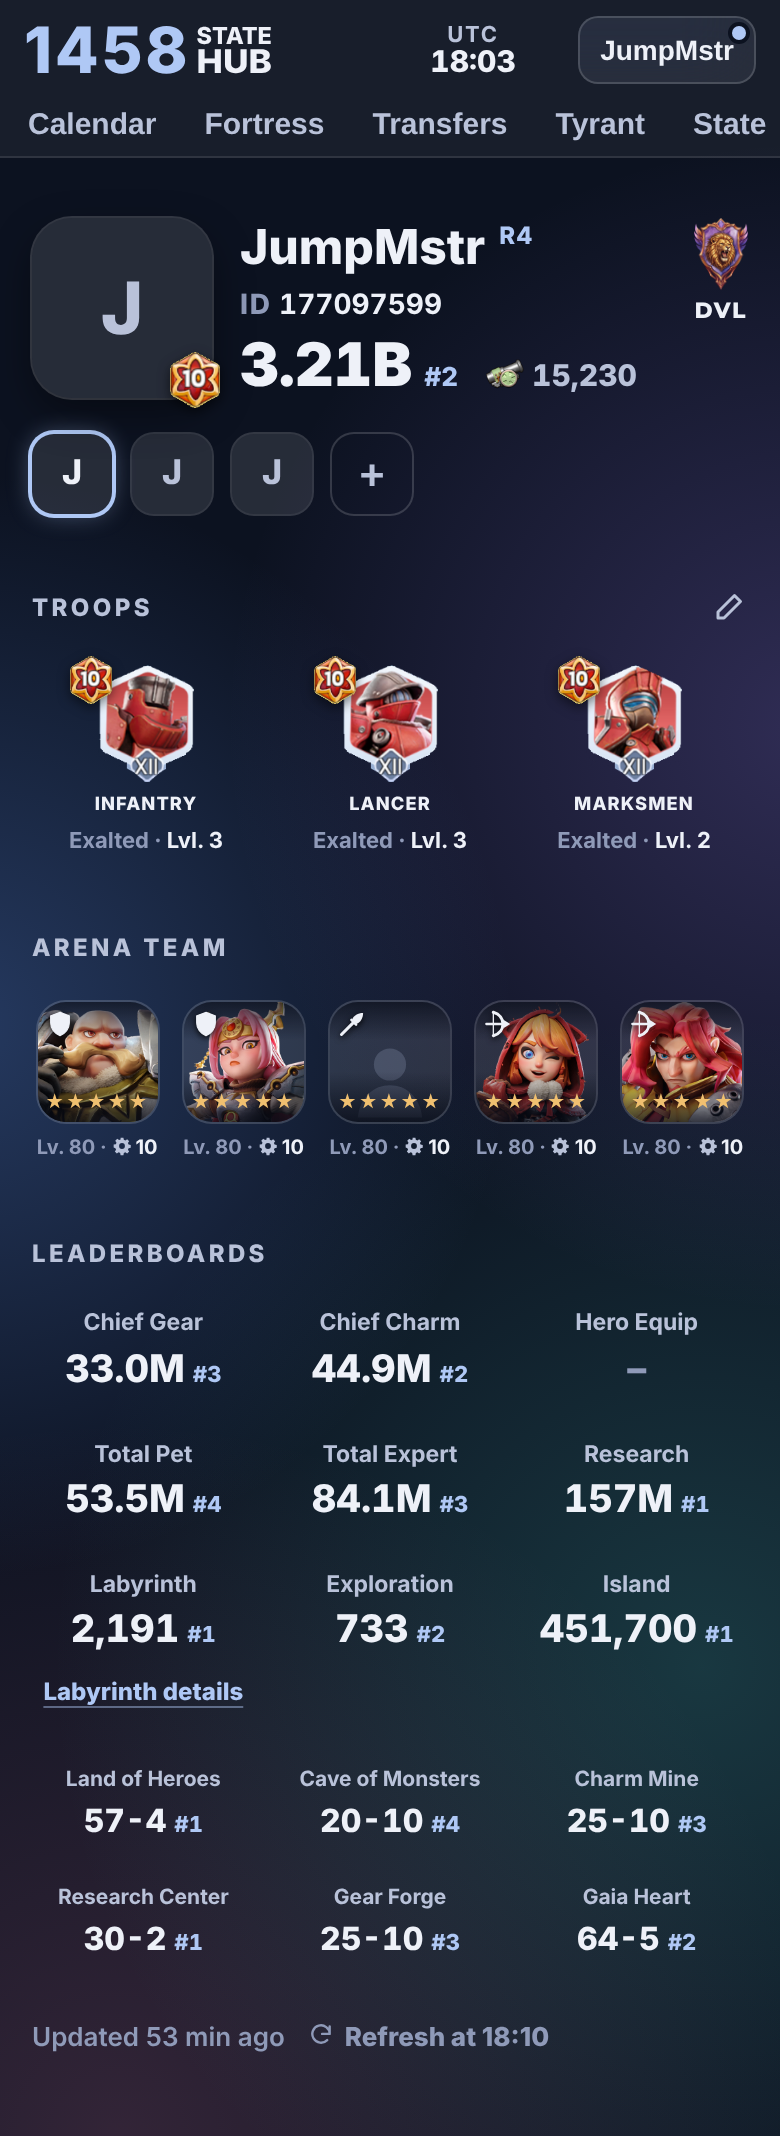 1458 STATE HUB
UTC
18:03
JumpMstr
Calendar Fortress Transfers Tyrant State
J
10
JumpMstr R4
ID 177097599
3.21B #2 15,230
DVL
J J J +
TROOPS
10 XII 10 XII 10 XII
INFANTRY LANCER MARKSMEN
Exalted · Lvl. 3 Exalted · Lvl. 3 Exalted · Lvl. 2
ARENA TEAM
Lv. 80 · 10 Lv. 80 · 10 Lv. 80 · 10 Lv. 80 · 10 Lv. 80 · 10
LEADERBOARDS
Chief Gear Chief Charm Hero Equip
33.0M #3 44.9M #2 –
Total Pet Total Expert Research
53.5M #4 84.1M #3 157M #1
Labyrinth Exploration Island
2,191 #1 733 #2 451,700 #1
Labyrinth details
Land of Heroes Cave of Monsters Charm Mine
57-4 #1 20-10 #4 25-10 #3
Research Center Gear Forge Gaia Heart
30-2 #1 25-10 #3 64-5 #2
Updated 53 min ago Refresh at 18:10